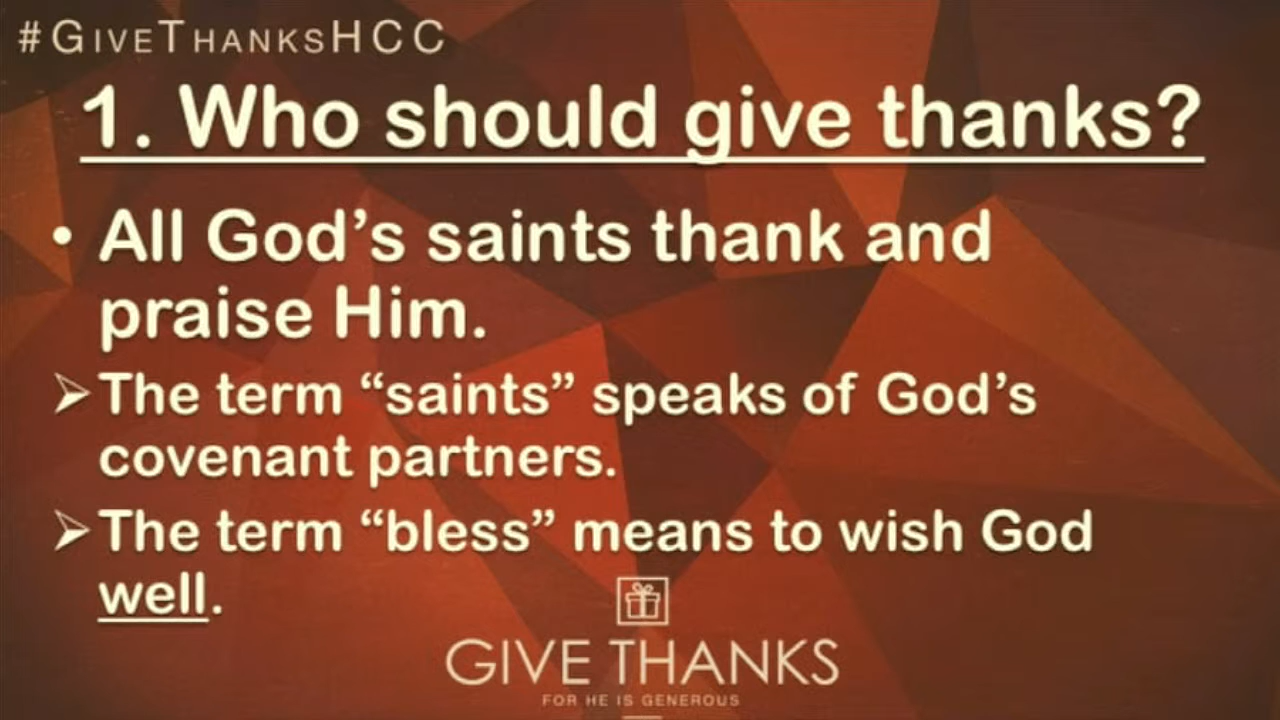 #GIVETHANKSHCC
1. Who should give thanks?
• All God’s saints thank and
praise Him.
➢ The term “saints” speaks of God’s
covenant partners.
➢ The term “bless” means to wish God
well.
GIVE THANKS
FOR HE IS GENEROUS